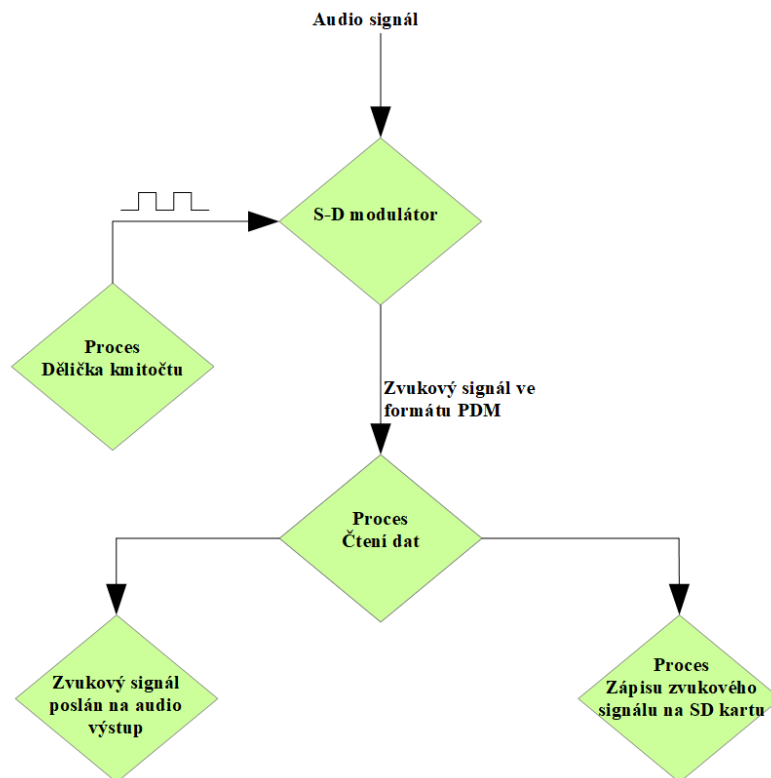 Audio signál
S-D modulátor
Proces
Dělička kmitočtu
Zvukový signál ve
formátu PDM
Proces
Čtení dat
Zvukový signál
poslán na audio
výstup
Proces
Zápisu zvukového
signálu na SD kartu